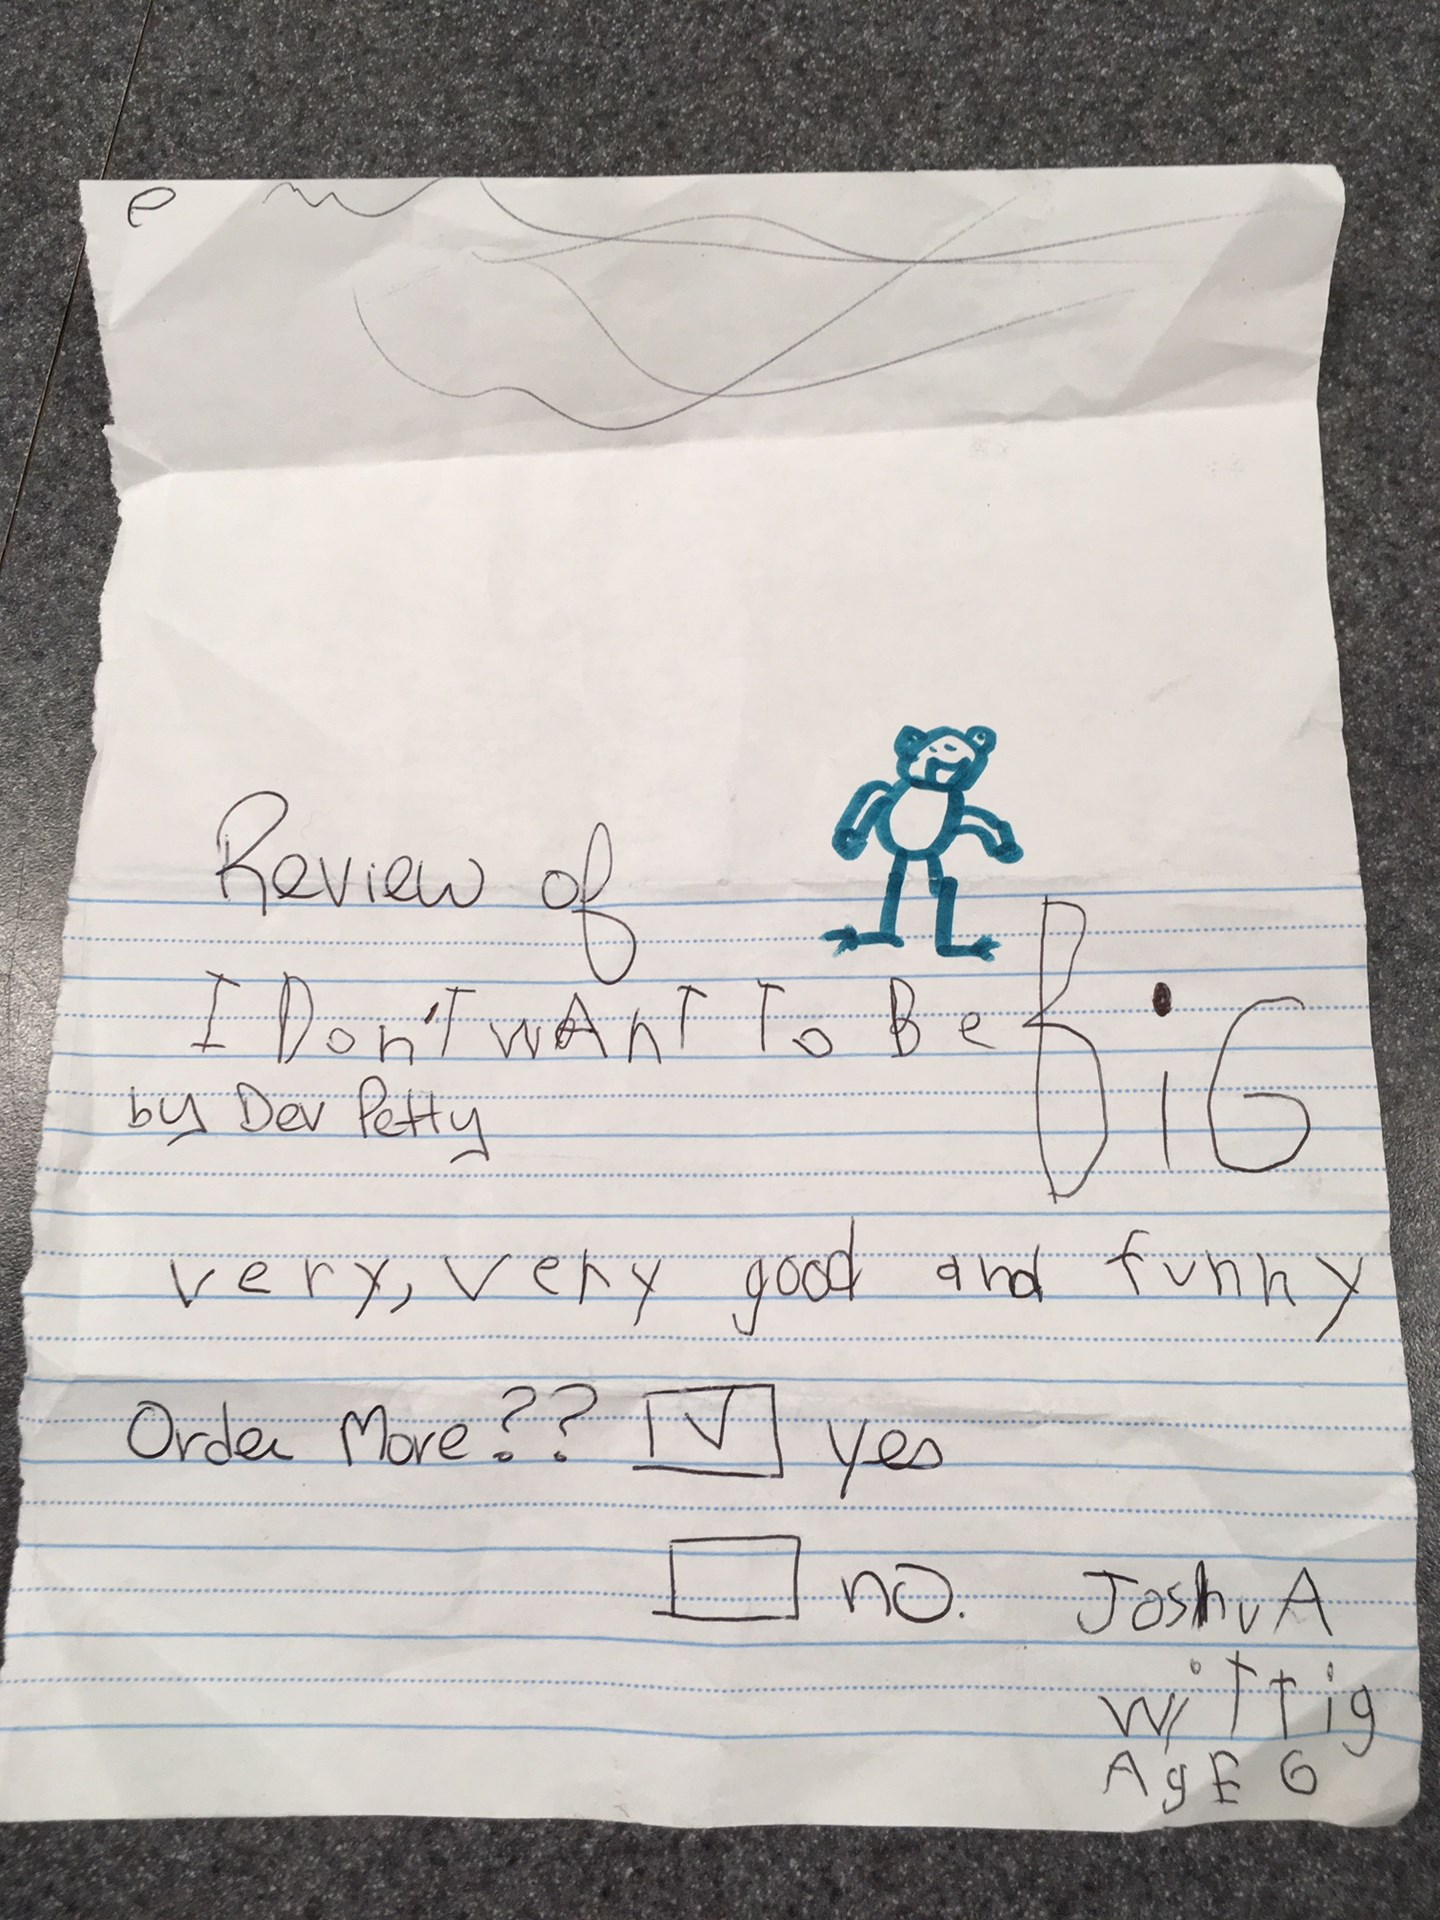 e
Review of
I Don'T wAnT To Be BiG
by Dev Petty
very, very good and funny
Order More?? yes
no.
JoshuA
wiTTig
AgE 6